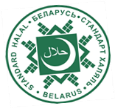 STANDARD HALAL • БЕЛАРУСЬ • СТАНДАРТ ХАЛЯЛЬ • BELARUS •
حلال